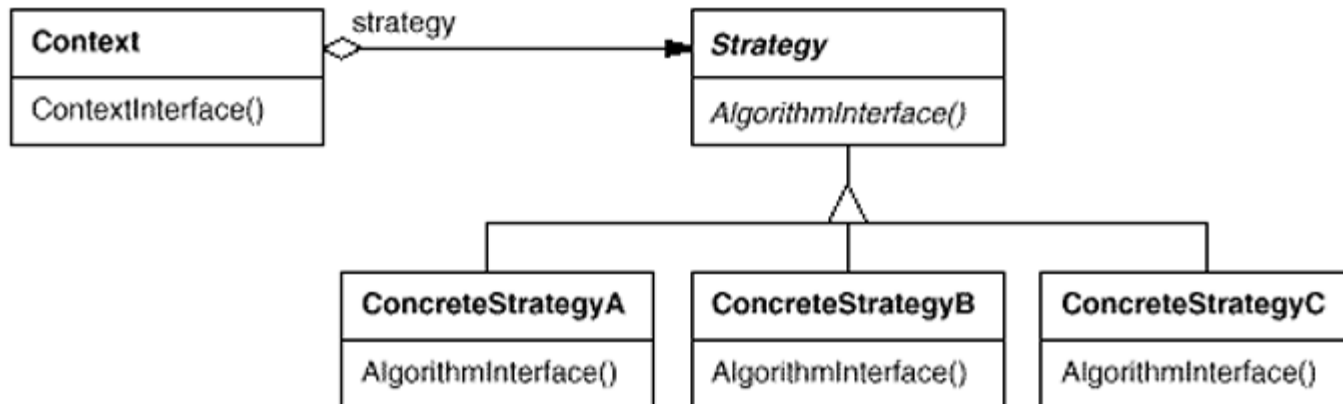 strategy
Context
Strategy
ContextInterface()
AlgorithmInterface()
ConcreteStrategyA
ConcreteStrategyB
ConcreteStrategyC
AlgorithmInterface()
AlgorithmInterface()
AlgorithmInterface()